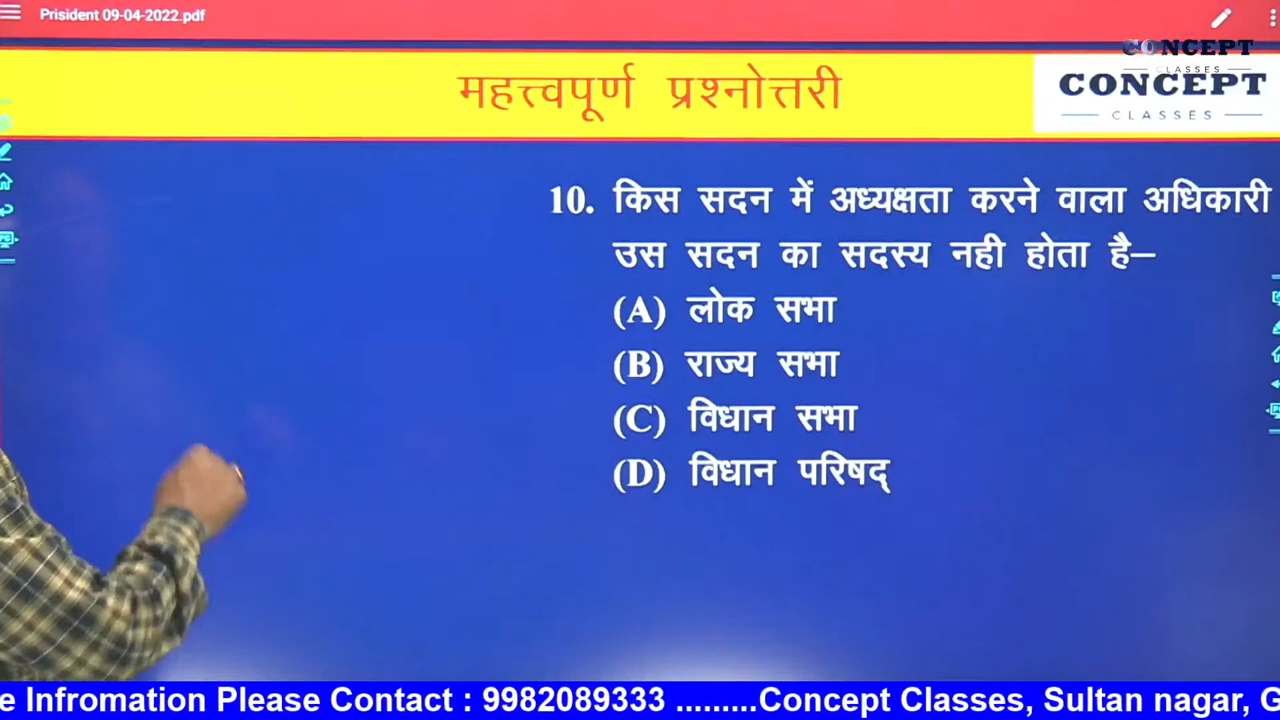 Prisident 09-04-2022.pdf
CONCEPT
CLASSES
महत्त्वपूर्ण प्रश्नोत्तरी
CONCEPT
CLASSES
10. किस सदन में अध्यक्षता करने वाला अधिकारी
उस सदन का सदस्य नही होता है–
(A) लोक सभा
(B) राज्य सभा
(C) विधान सभा
(D) विधान परिषद्
e Infromation Please Contact : 9982089333 .........Concept Classes, Sultan nagar, G